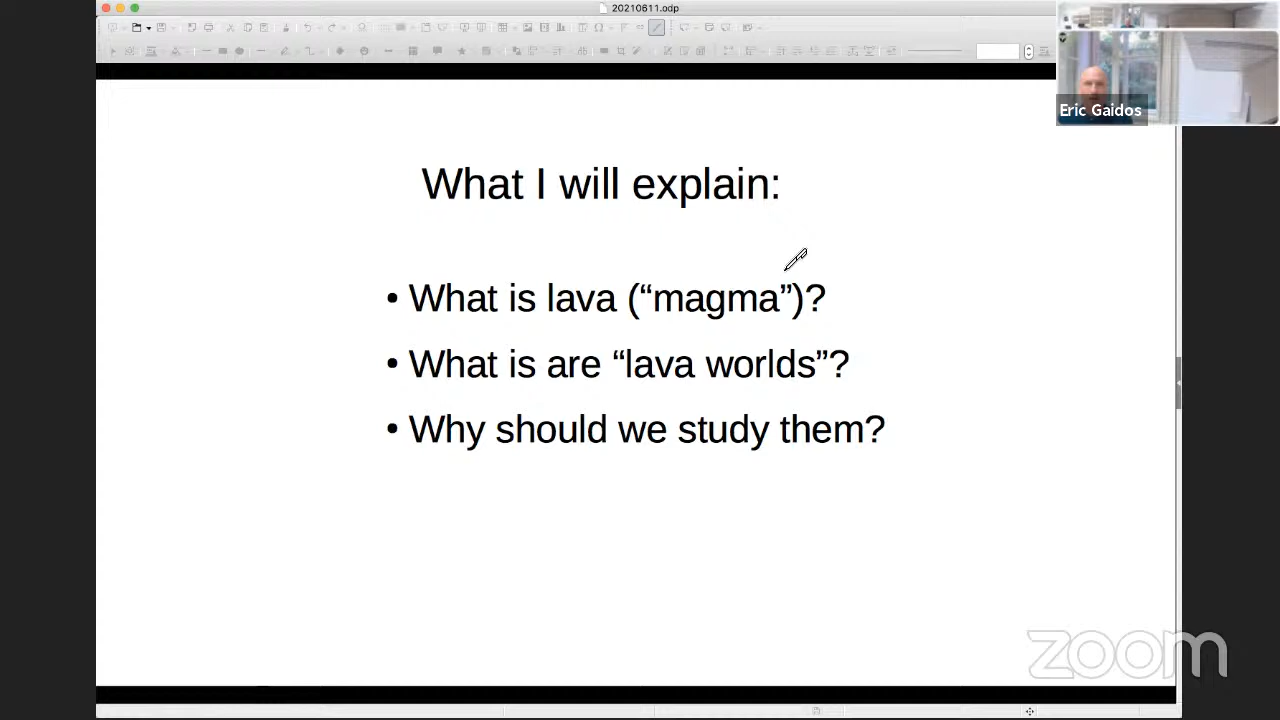 20210611.odp
Eric Gaidos
What I will explain:
• What is lava (“magma”)?
• What is are “lava worlds”?
• Why should we study them?
zoom